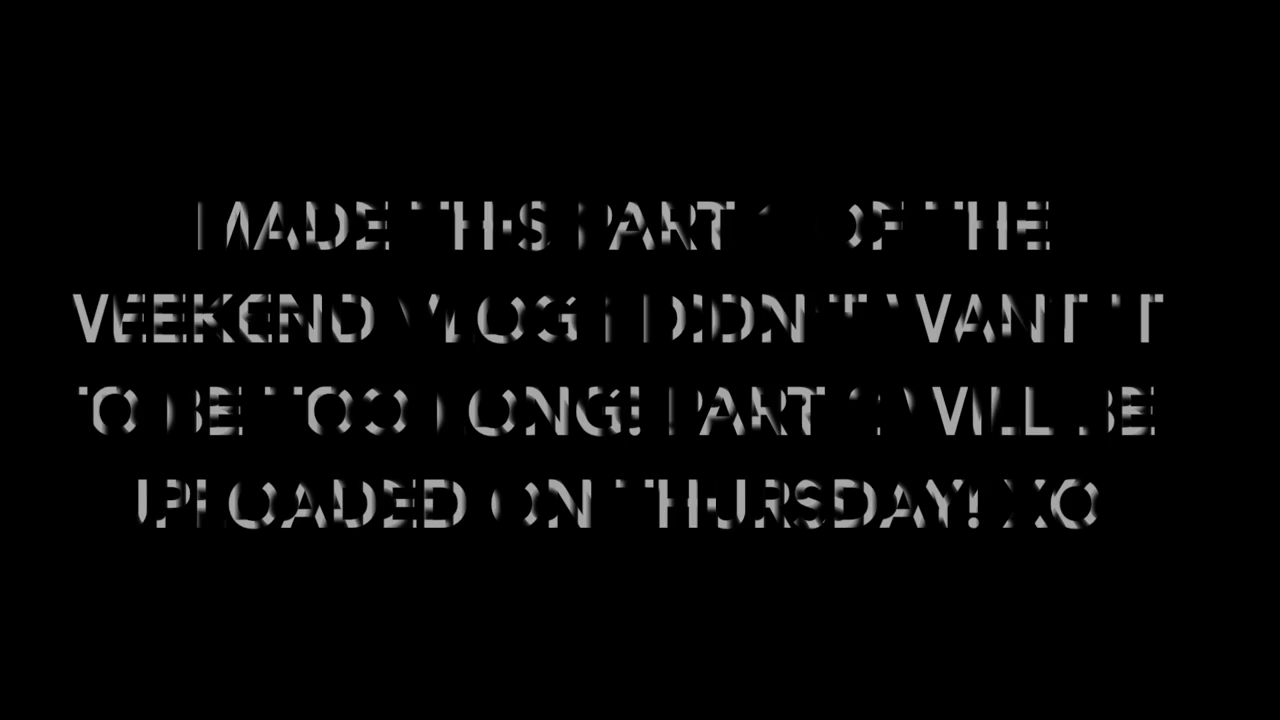 I MADE THIS PART 1 OF THE
WEEKEND VLOG I DIDN'T WANT IT
TO BE TOO LONG! PART 2 WILL BE
UPLOADED ON THURSDAY! XO